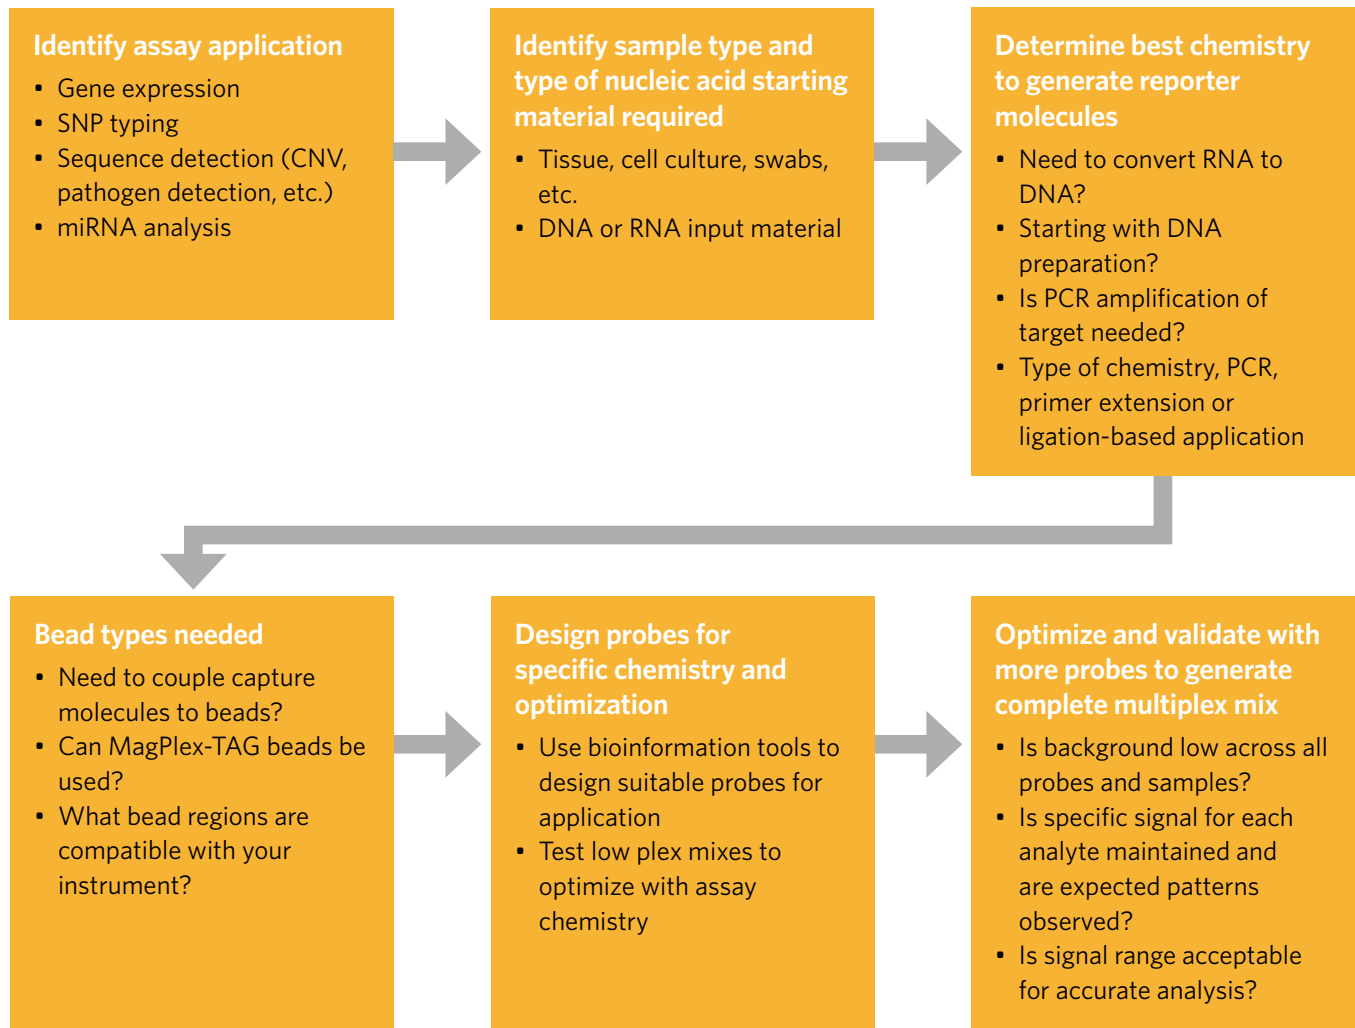 Identify assay application
• Gene expression
• SNP typing
• Sequence detection (CNV,
pathogen detection, etc.)
• miRNA analysis
Identify sample type and
type of nucleic acid starting
material required
• Tissue, cell culture, swabs,
etc.
• DNA or RNA input material
Determine best chemistry
to generate reporter
molecules
• Need to convert RNA to
DNA?
• Starting with DNA
preparation?
• Is PCR amplification of
target needed?
• Type of chemistry, PCR,
primer extension or
ligation-based application
Bead types needed
• Need to couple capture
molecules to beads?
• Can MagPlex-TAG beads be
used?
• What bead regions are
compatible with your
instrument?
Design probes for
specific chemistry and
optimization
• Use bioinformation tools to
design suitable probes for
application
• Test low plex mixes to
optimize with assay
chemistry
Optimize and validate with
more probes to generate
complete multiplex mix
• Is background low across all
probes and samples?
• Is specific signal for each
analyte maintained and
are expected patterns
observed?
• Is signal range acceptable
for accurate analysis?